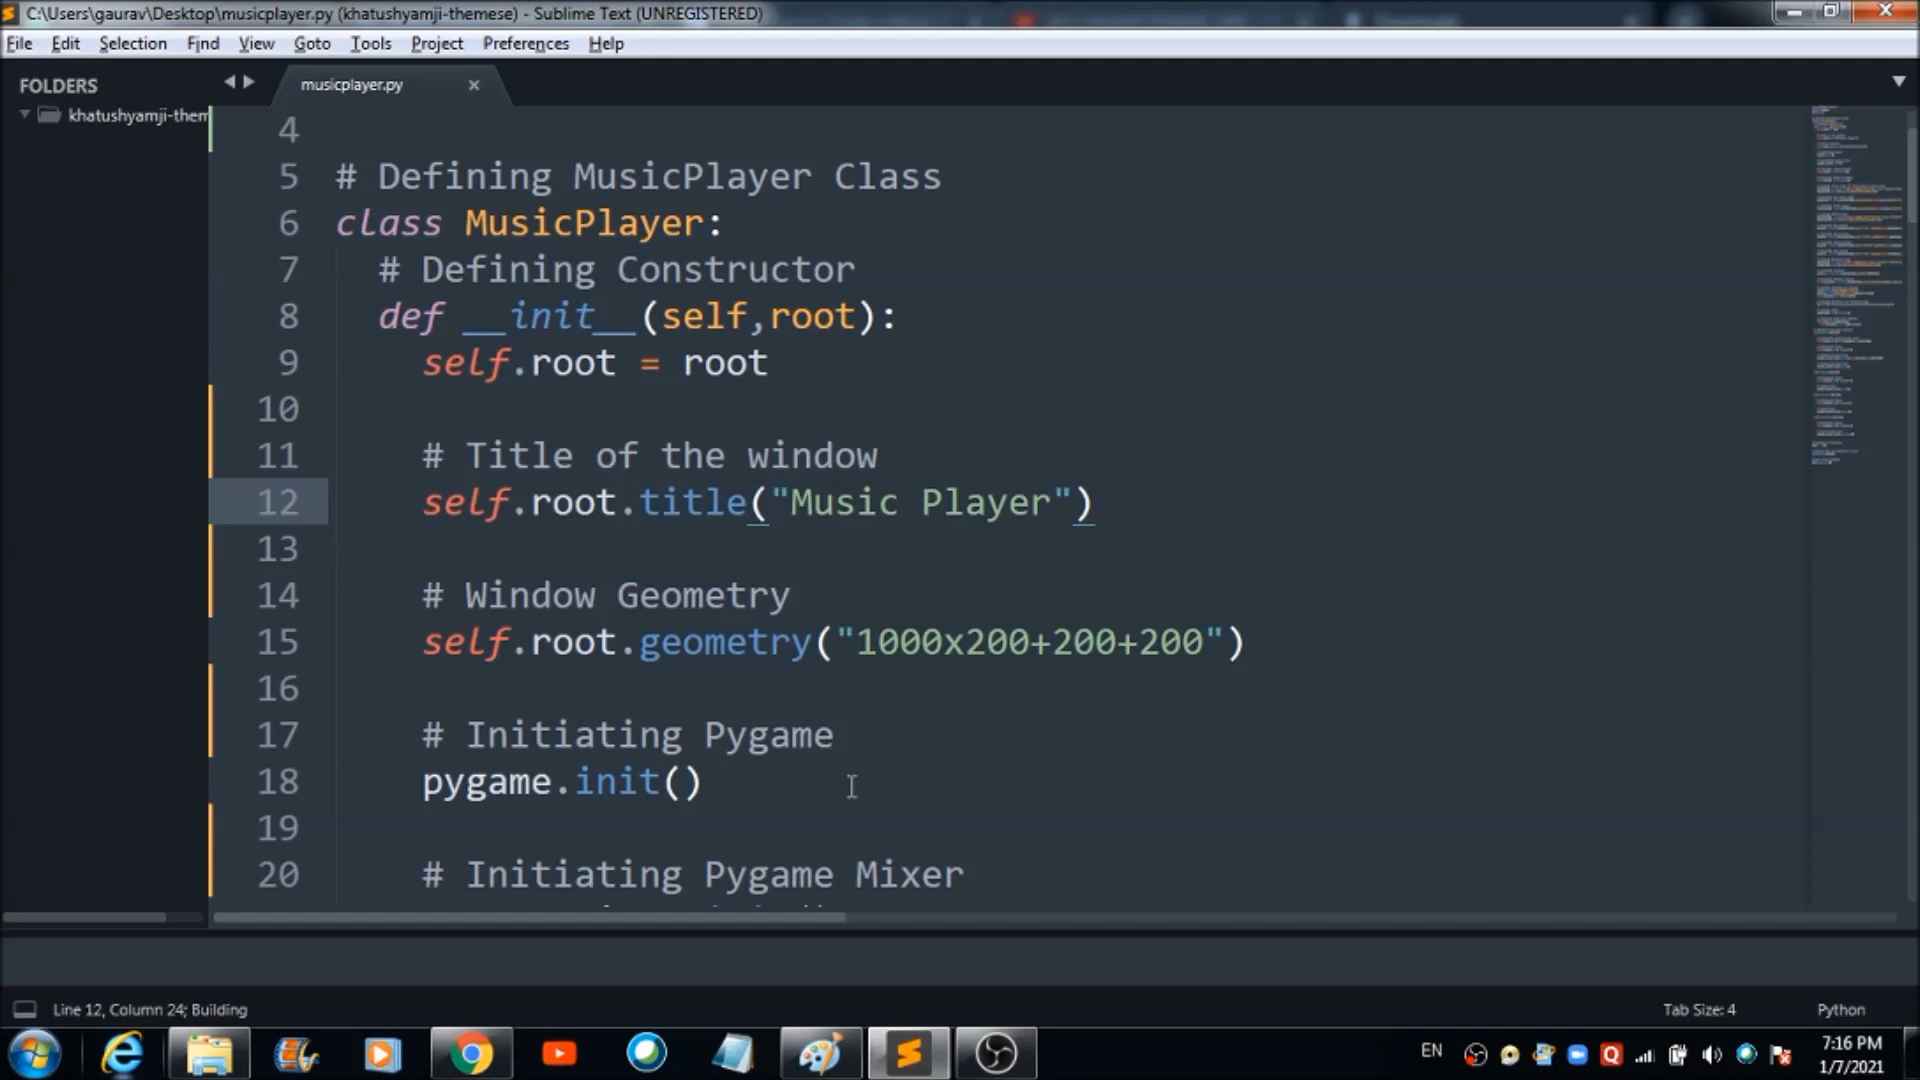 C:\Users\gaurav\Desktop\musicplayer.py (khatushyamji-themese) - Sublime Text (UNREGISTERED)
File Edit Selection Find View Goto Tools Project Preferences Help
FOLDERS
khatushyamji-them
musicplayer.py
4
5 # Defining MusicPlayer Class
6 class MusicPlayer:
7 # Defining Constructor
8 def __init__(self,root):
9 self.root = root
10
11 # Title of the window
12 self.root.title("Music Player")
13
14 # Window Geometry
15 self.root.geometry("1000x200+200+200")
16
17 # Initiating Pygame
18 pygame.init()
19
20 # Initiating Pygame Mixer
Line 12, Column 24; Building
Tab Size: 4
Python
EN
7:16 PM
1/7/2021